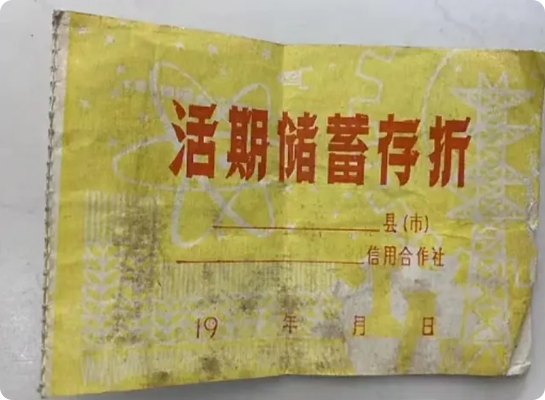 活期储蓄存折
县(市)
信用合作社
19 年 月 日